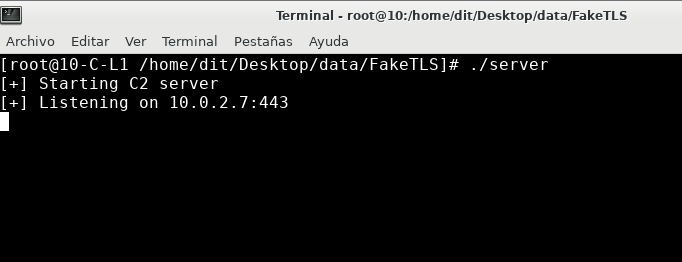 Terminal - root@10:/home/dit/Desktop/data/FakeTLS
Archivo Editar Ver Terminal Pestañas Ayuda
[root@10-C-L1 /home/dit/Desktop/data/FakeTLS]# ./server
[+] Starting C2 server
[+] Listening on 10.0.2.7:443